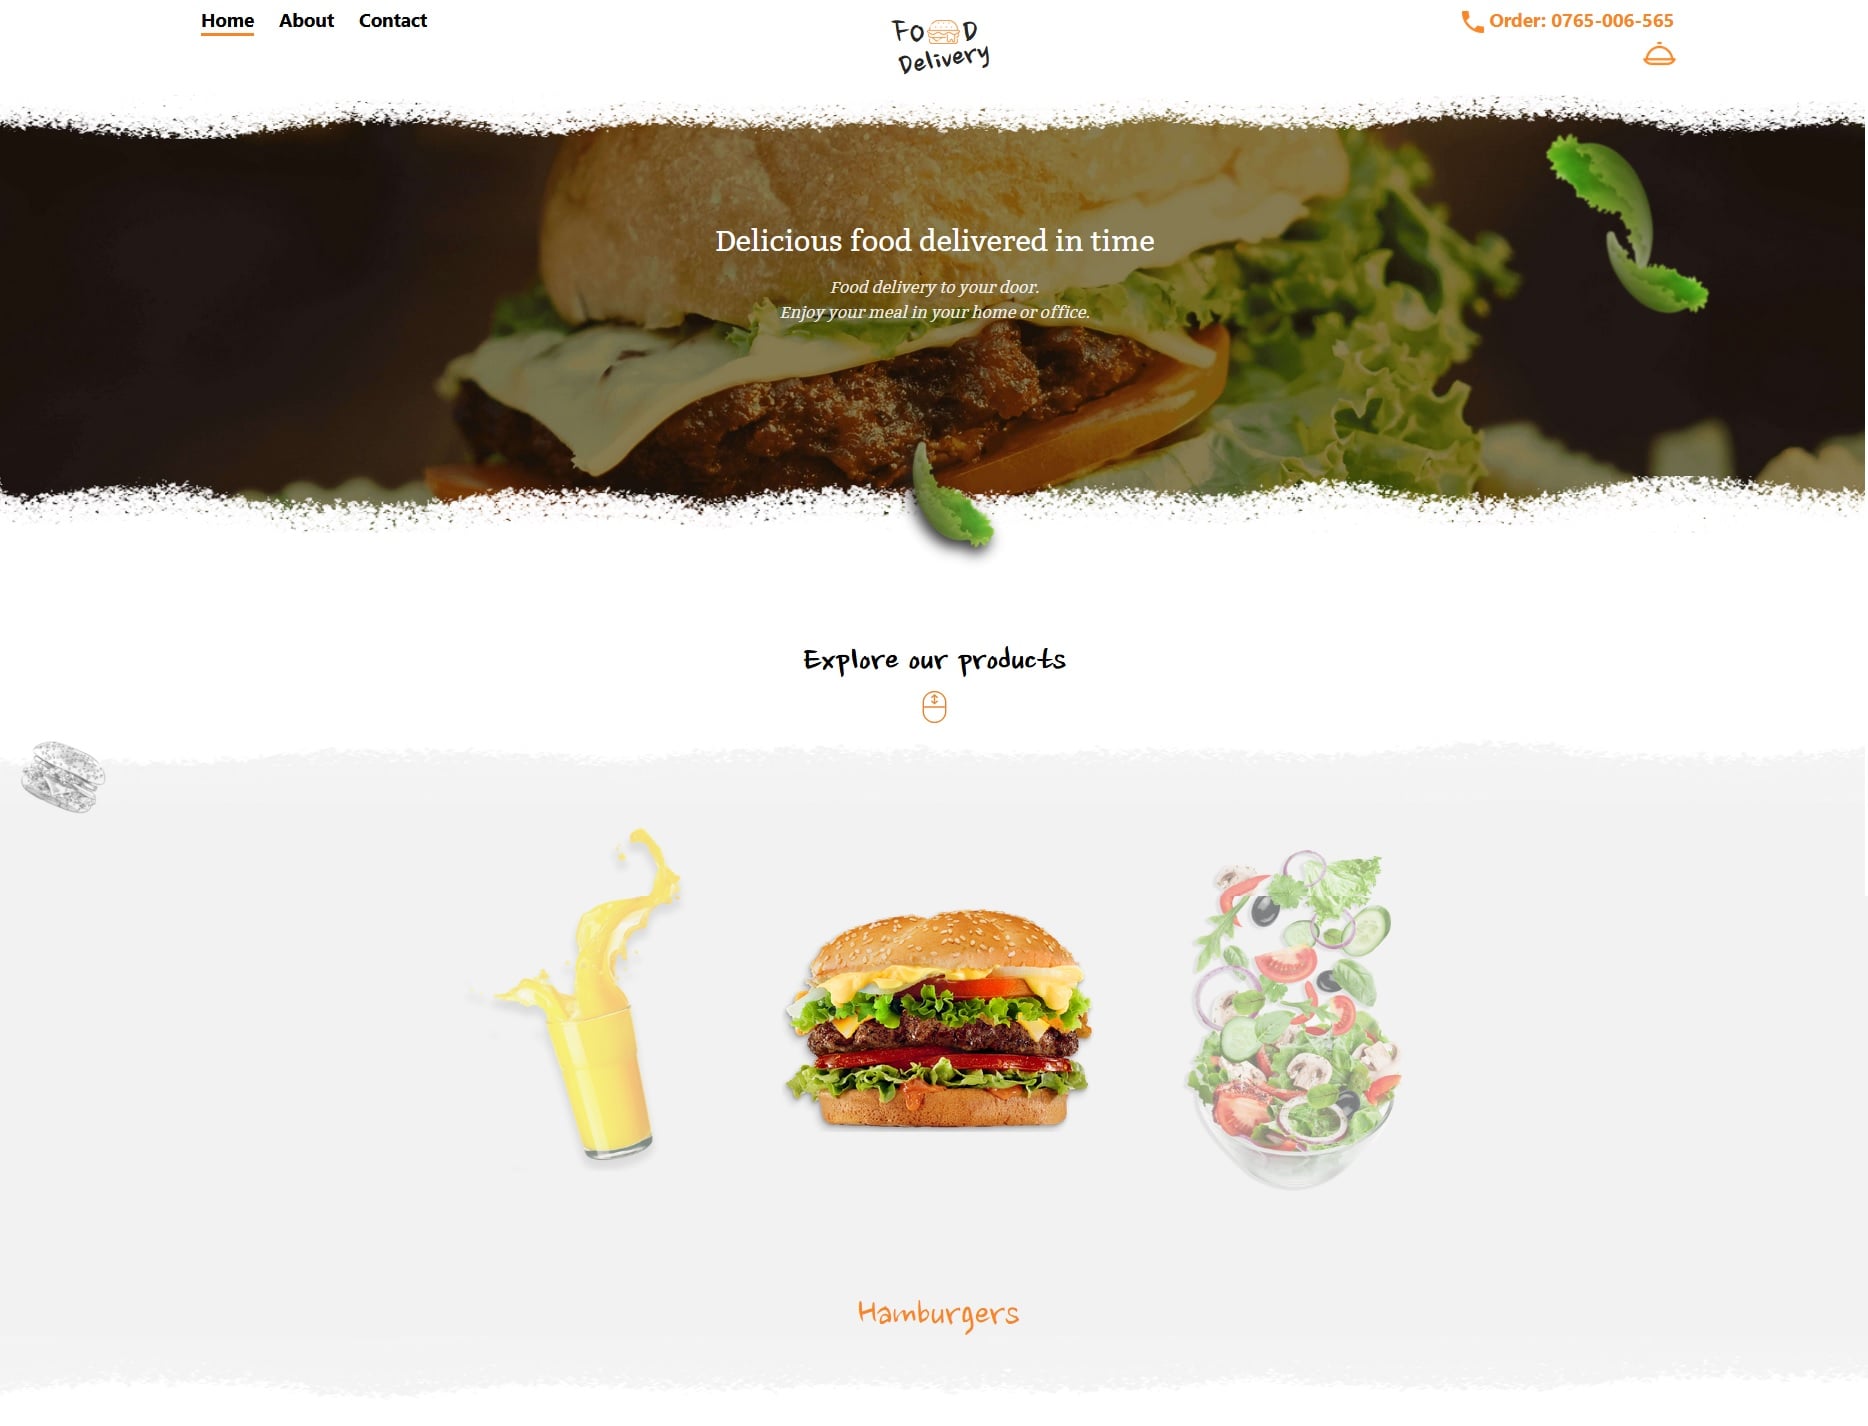 Home About Contact
FOOD
Delivery
Order: 0765-006-565
Delicious food delivered in time
Food delivery to your door.
Enjoy your meal in your home or office.
Explore our products
Hamburgers